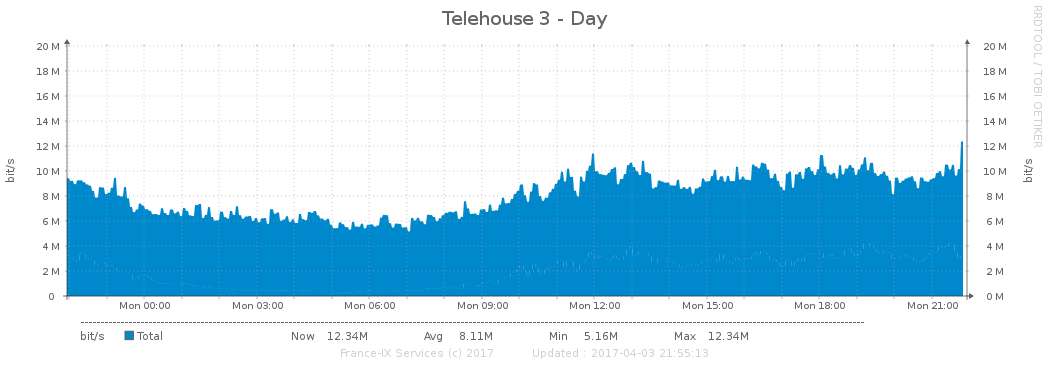 Telehouse 3 - Day
RRDTOOL / TOBI OETIKER
20 M 20 M
18 M 18 M
16 M 16 M
14 M 14 M
12 M 12 M
10 M 10 M
8 M 8 M
6 M 6 M
4 M 4 M
2 M 2 M
0 0 M
bit/s
bit/s
Mon 00:00 Mon 03:00 Mon 06:00 Mon 09:00 Mon 12:00 Mon 15:00 Mon 18:00 Mon 21:00
bit/s Total Now 12.34M Avg 8.11M Min 5.16M Max 12.34M
France-IX Services (c) 2017 Updated : 2017-04-03 21:55:13